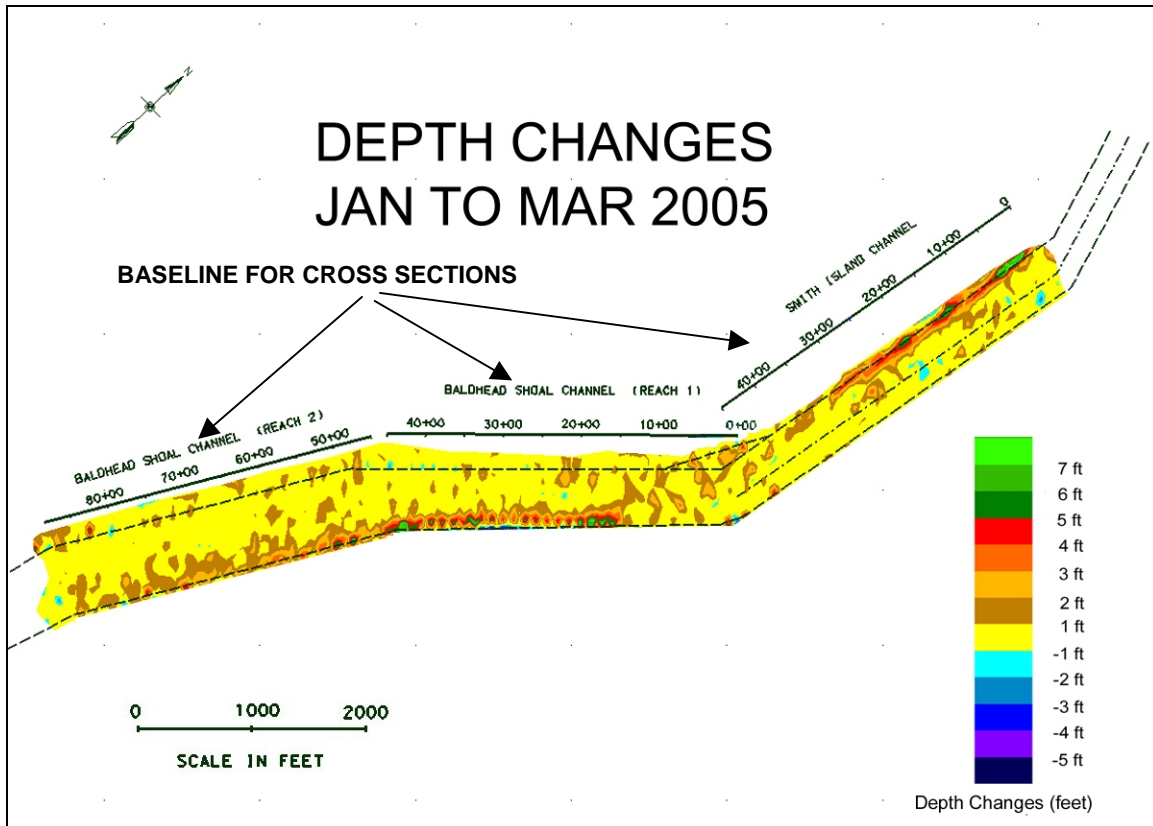 N
DEPTH CHANGES
JAN TO MAR 2005
BASELINE FOR CROSS SECTIONS
SMITH ISLAND CHANNEL
0
10+00
20+00
30+00
40+00
BALDHEAD SHOAL CHANNEL (REACH 1)
40+00 30+00 20+00 10+00 0+00
BALDHEAD SHOAL CHANNEL (REACH 2)
80+00 70+00 60+00 50+00
7 ft
6 ft
5 ft
4 ft
3 ft
2 ft
1 ft
-1 ft
-2 ft
-3 ft
-4 ft
-5 ft
Depth Changes (feet)
0 1000 2000
SCALE IN FEET